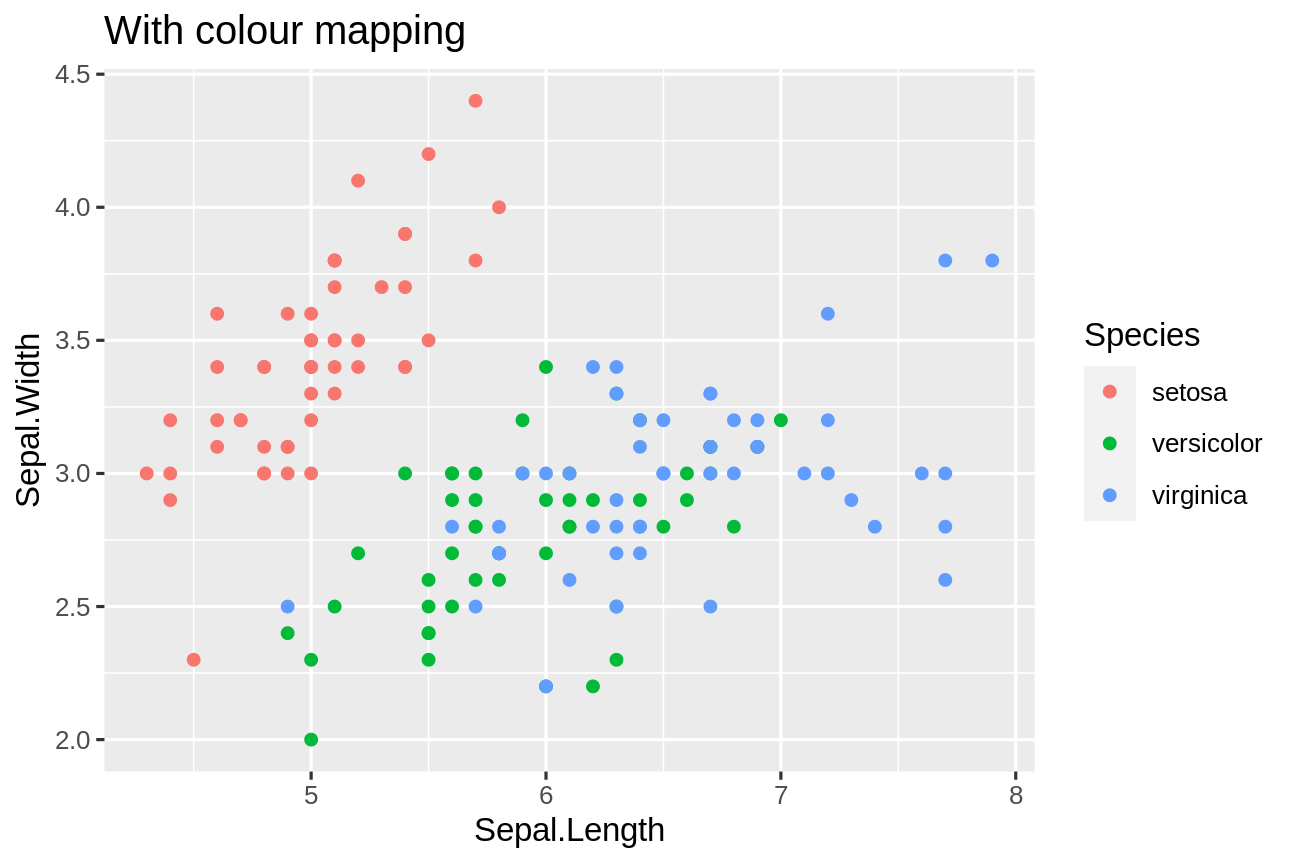 With colour mapping
4.5
4.0
3.5
3.0
2.5
2.0
Sepal.Width
5 6 7 8
Sepal.Length
Species
setosa
versicolor
virginica